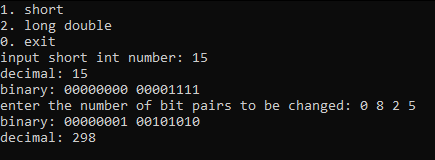 1. short
2. long double
0. exit
input short int number: 15
decimal: 15
binary: 00000000 00001111
enter the number of bit pairs to be changed: 0 8 2 5
binary: 00000001 00101010
decimal: 298